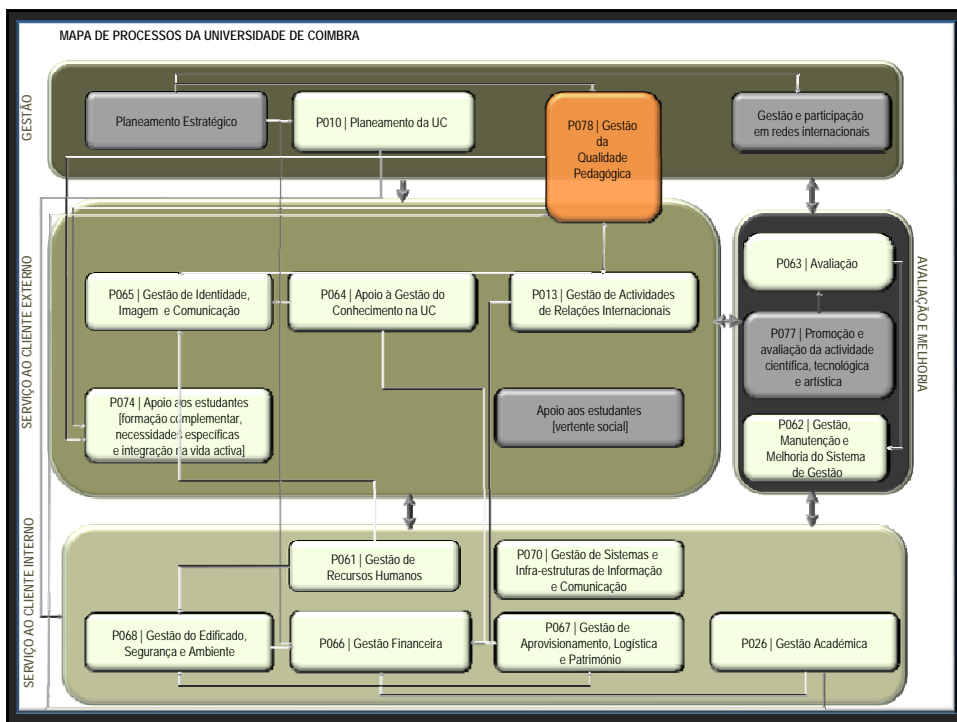 MAPA DE PROCESSOS DA UNIVERSIDADE DE COIMBRA
GESTÃO
Planeamento Estratégico
P010 | Planeamento da UC
P078 | Gestão
da
Qualidade
Pedagógica
Gestão e participação
em redes internacionais
SERVIÇO AO CLIENTE EXTERNO
P065 | Gestão de Identidade,
Imagem e Comunicação
P064 | Apoio à Gestão do
Conhecimento na UC
P013 | Gestão de Actividades
de Relações Internacionais
P074 | Apoio aos estudantes
[formação complementar,
necessidades específicas
e integração na vida activa]
Apoio aos estudantes
[vertente social]
AVALIAÇÃO E MELHORIA
P063 | Avaliação
P077 | Promoção e
avaliação da actividade
científica, tecnológica
e artística
P062 | Gestão,
Manutenção e
Melhoria do Sistema
de Gestão
SERVIÇO AO CLIENTE INTERNO
P061 | Gestão de
Recursos Humanos
P070 | Gestão de Sistemas e
Infra-estruturas de Informação
e Comunicação
P068 | Gestão do Edificado,
Segurança e Ambiente
P066 | Gestão Financeira
P067 | Gestão de
Aprovisionamento, Logística
e Património
P026 | Gestão Académica